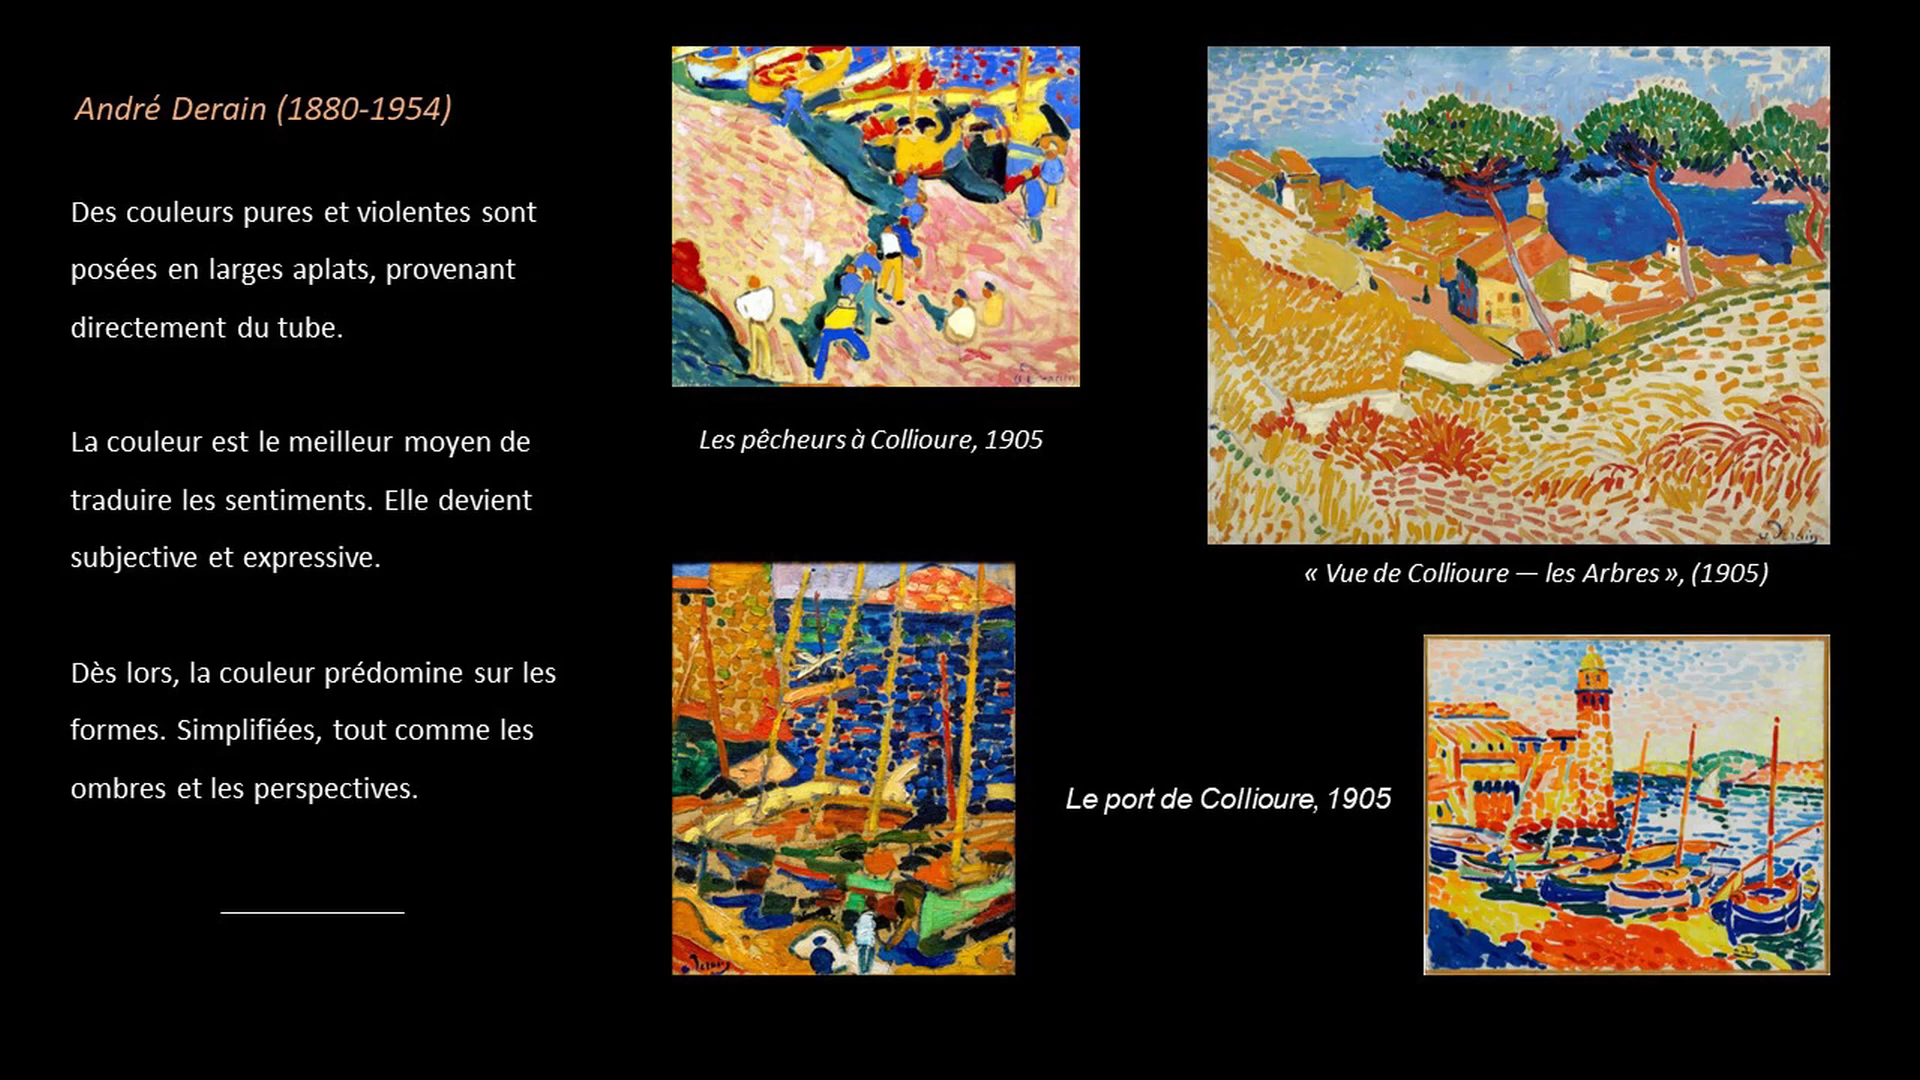 André Derain (1880-1954)
Des couleurs pures et violentes sont
posées en larges aplats, provenant
directement du tube.
La couleur est le meilleur moyen de
traduire les sentiments. Elle devient
subjective et expressive.
Dès lors, la couleur prédomine sur les
formes. Simplifiées, tout comme les
ombres et les perspectives.
Les pêcheurs à Collioure, 1905
« Vue de Collioure — les Arbres », (1905)
Le port de Collioure, 1905